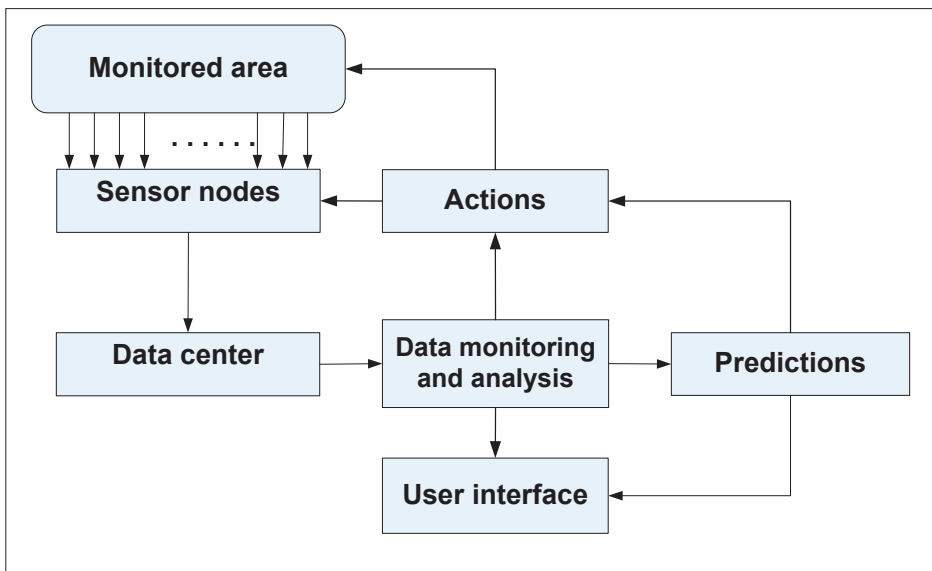 Monitored area
. . . . . .
Sensor nodes
Actions
Data center
Data monitoring
and analysis
Predictions
User interface